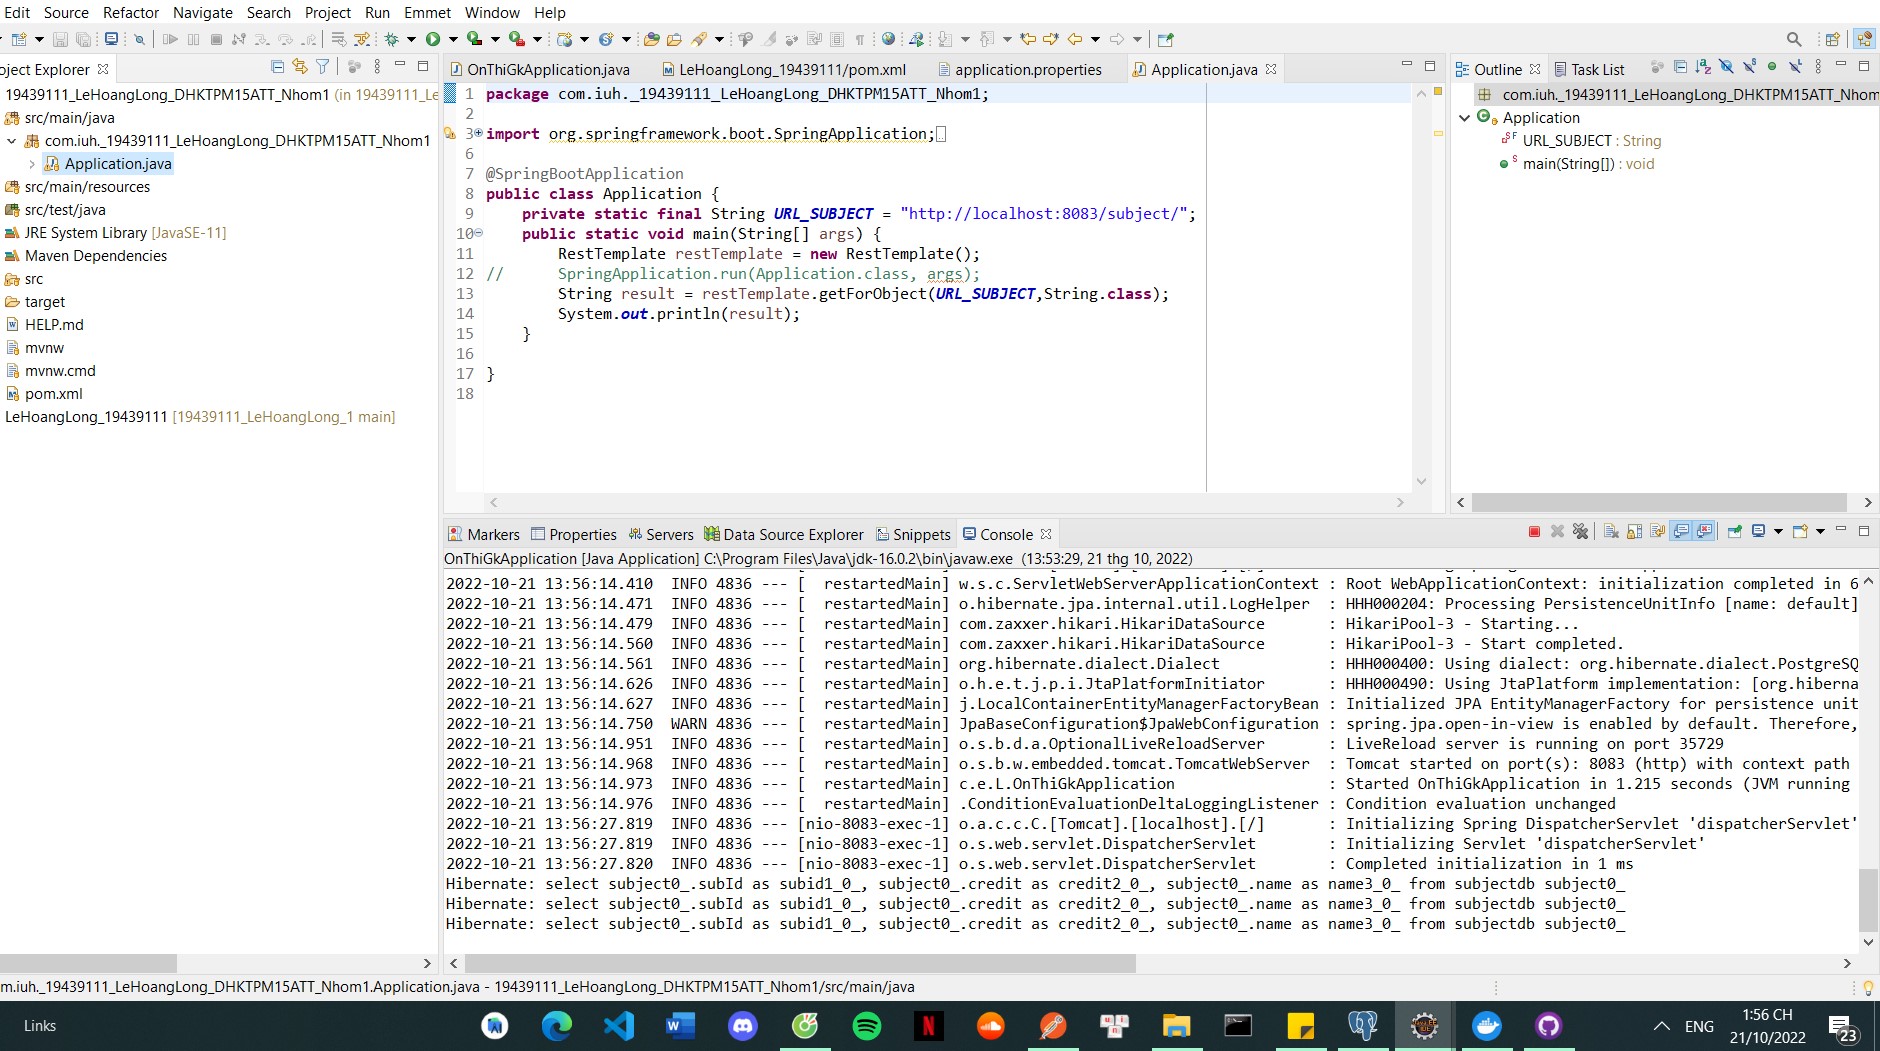 Edit Source Refactor Navigate Search Project Run Emmet Window Help
oject Explorer
19439111_LeHoangLong_DHKTPM15ATT_Nhom1 (in 19439111_Le
src/main/java
com.iuh._19439111_LeHoangLong_DHKTPM15ATT_Nhom1
Application.java
src/main/resources
src/test/java
JRE System Library [JavaSE-11]
Maven Dependencies
src
target
HELP.md
mvnw
mvnw.cmd
pom.xml
LeHoangLong_19439111 [19439111_LeHoangLong_1 main]
OnThiGkApplication.java LeHoangLong_19439111/pom.xml application.properties Application.java
1 package com.iuh._19439111_LeHoangLong_DHKTPM15ATT_Nhom1;
2
3 import org.springframework.boot.SpringApplication;
6
7 @SpringBootApplication
8 public class Application {
9 private static final String URL_SUBJECT = "http://localhost:8083/subject/";
10 public static void main(String[] args) {
11 RestTemplate restTemplate = new RestTemplate();
12 // SpringApplication.run(Application.class, args);
13 String result = restTemplate.getForObject(URL_SUBJECT,String.class);
14 System.out.println(result);
15 }
16
17 }
18
Outline Task List
com.iuh._19439111_LeHoangLong_DHKTPM15ATT_Nhom
Application
URL_SUBJECT : String
main(String[]) : void
Markers Properties Servers Data Source Explorer Snippets Console
OnThiGkApplication [Java Application] C:\Program Files\Java\jdk-16.0.2\bin\javaw.exe (13:53:29, 21 thg 10, 2022)
2022-10-21 13:56:14.410 INFO 4836 --- [ restartedMain] w.s.c.ServletWebServerApplicationContext : Root WebApplicationContext: initialization completed in 6
2022-10-21 13:56:14.471 INFO 4836 --- [ restartedMain] o.hibernate.jpa.internal.util.LogHelper : HHH000204: Processing PersistenceUnitInfo [name: default]
2022-10-21 13:56:14.479 INFO 4836 --- [ restartedMain] com.zaxxer.hikari.HikariDataSource : HikariPool-3 - Starting...
2022-10-21 13:56:14.560 INFO 4836 --- [ restartedMain] com.zaxxer.hikari.HikariDataSource : HikariPool-3 - Start completed.
2022-10-21 13:56:14.561 INFO 4836 --- [ restartedMain] org.hibernate.dialect.Dialect : HHH000400: Using dialect: org.hibernate.dialect.PostgreSQ
2022-10-21 13:56:14.626 INFO 4836 --- [ restartedMain] o.h.e.t.j.p.i.JtaPlatformInitiator : HHH000490: Using JtaPlatform implementation: [org.hiberna
2022-10-21 13:56:14.627 INFO 4836 --- [ restartedMain] j.LocalContainerEntityManagerFactoryBean : Initialized JPA EntityManagerFactory for persistence unit
2022-10-21 13:56:14.750 WARN 4836 --- [ restartedMain] JpaBaseConfiguration$JpaWebConfiguration : spring.jpa.open-in-view is enabled by default. Therefore,
2022-10-21 13:56:14.951 INFO 4836 --- [ restartedMain] o.s.b.d.a.OptionalLiveReloadServer : LiveReload server is running on port 35729
2022-10-21 13:56:14.968 INFO 4836 --- [ restartedMain] o.s.b.w.embedded.tomcat.TomcatWebServer : Tomcat started on port(s): 8083 (http) with context path
2022-10-21 13:56:14.973 INFO 4836 --- [ restartedMain] c.e.L.OnThiGkApplication : Started OnThiGkApplication in 1.215 seconds (JVM running
2022-10-21 13:56:14.976 INFO 4836 --- [ restartedMain] .ConditionEvaluationDeltaLoggingListener : Condition evaluation unchanged
2022-10-21 13:56:27.819 INFO 4836 --- [nio-8083-exec-1] o.a.c.c.C.[Tomcat].[localhost].[/] : Initializing Spring DispatcherServlet 'dispatcherServlet'
2022-10-21 13:56:27.819 INFO 4836 --- [nio-8083-exec-1] o.s.web.servlet.DispatcherServlet : Initializing Servlet 'dispatcherServlet'
2022-10-21 13:56:27.820 INFO 4836 --- [nio-8083-exec-1] o.s.web.servlet.DispatcherServlet : Completed initialization in 1 ms
Hibernate: select subject0_.subId as subid1_0_, subject0_.credit as credit2_0_, subject0_.name as name3_0_ from subjectdb subject0_
Hibernate: select subject0_.subId as subid1_0_, subject0_.credit as credit2_0_, subject0_.name as name3_0_ from subjectdb subject0_
Hibernate: select subject0_.subId as subid1_0_, subject0_.credit as credit2_0_, subject0_.name as name3_0_ from subjectdb subject0_
m.iuh._19439111_LeHoangLong_DHKTPM15ATT_Nhom1.Application.java - 19439111_LeHoangLong_DHKTPM15ATT_Nhom1/src/main/java
Links
ENG
1:56 CH
21/10/2022
23